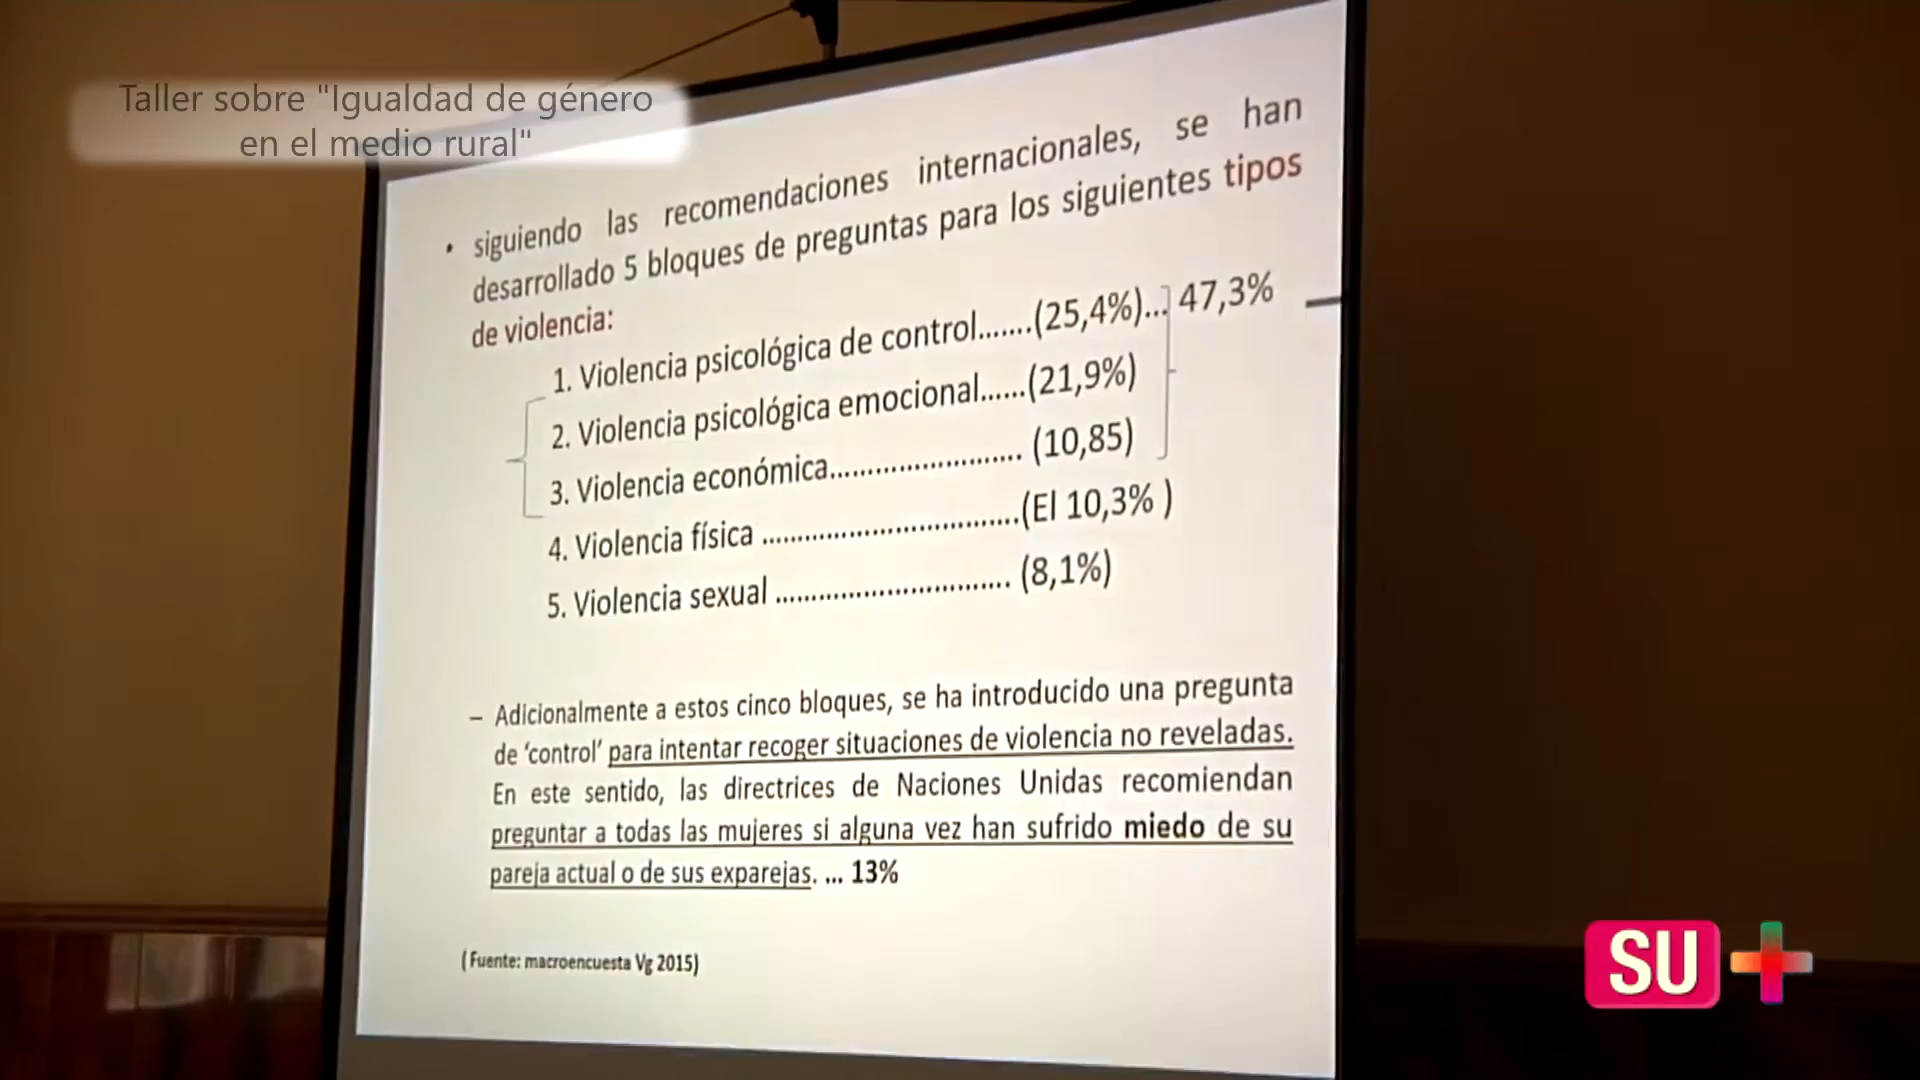 Taller sobre "Igualdad de género
en el medio rural"
• siguiendo las recomendaciones internacionales, se han
desarrollado 5 bloques de preguntas para los siguientes tipos
de violencia:
1. Violencia psicológica de control.......(25,4%)... 47,3%
2. Violencia psicológica emocional......(21,9%)
3. Violencia económica.......................... (10,85)
4. Violencia física ...................................(El 10,3% )
5. Violencia sexual ................................ (8,1%)
– Adicionalmente a estos cinco bloques, se ha introducido una pregunta
de ‘control’ para intentar recoger situaciones de violencia no reveladas.
En este sentido, las directrices de Naciones Unidas recomiendan
preguntar a todas las mujeres si alguna vez han sufrido miedo de su
pareja actual o de sus exparejas. ... 13%
( Fuente: macroencuesta Vg 2015)
SU+